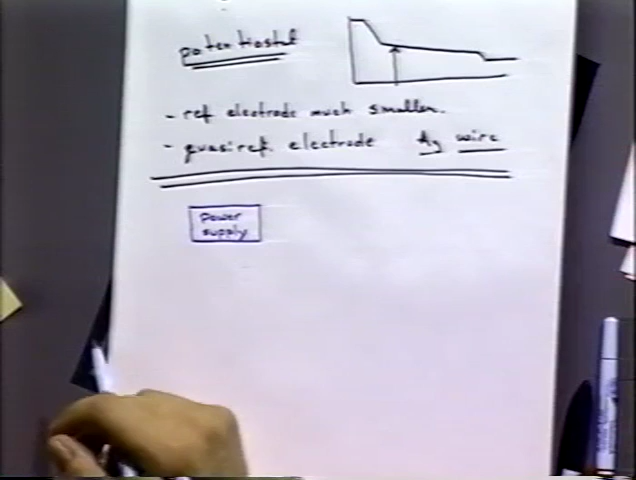 potentiostat
- ref electrode much smaller.
- quasi ref. electrode Ag wire
power
supply